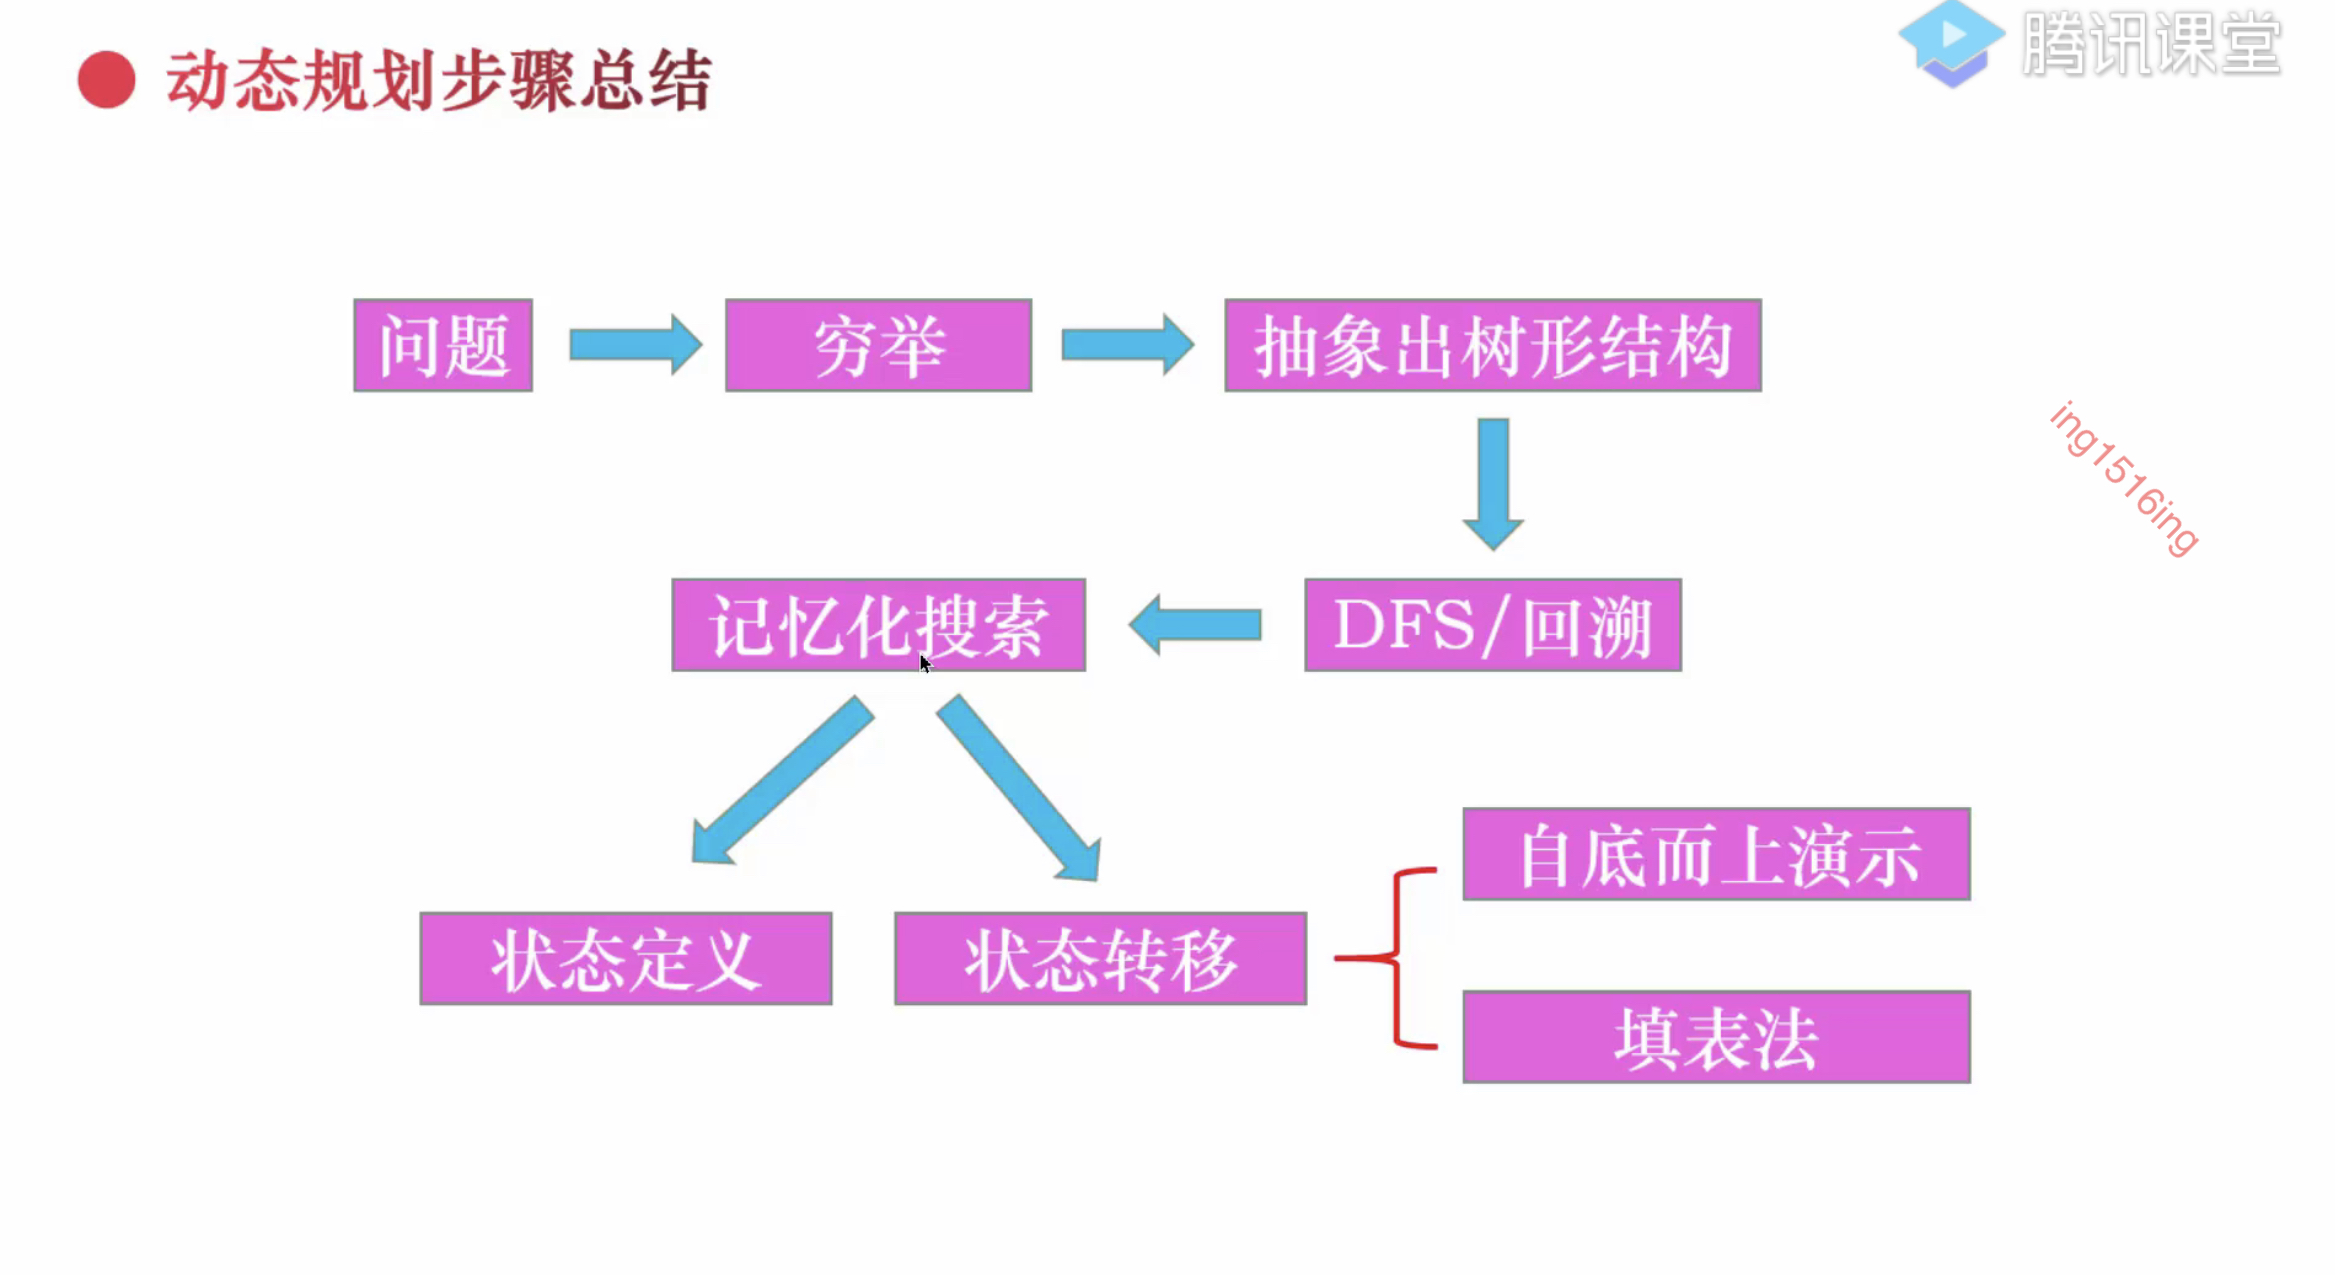 动态规划步骤总结
腾讯课堂
问题
穷举
抽象出树形结构
ing1516ing
记忆化搜索
DFS/回溯
自底而上演示
状态定义
状态转移
填表法